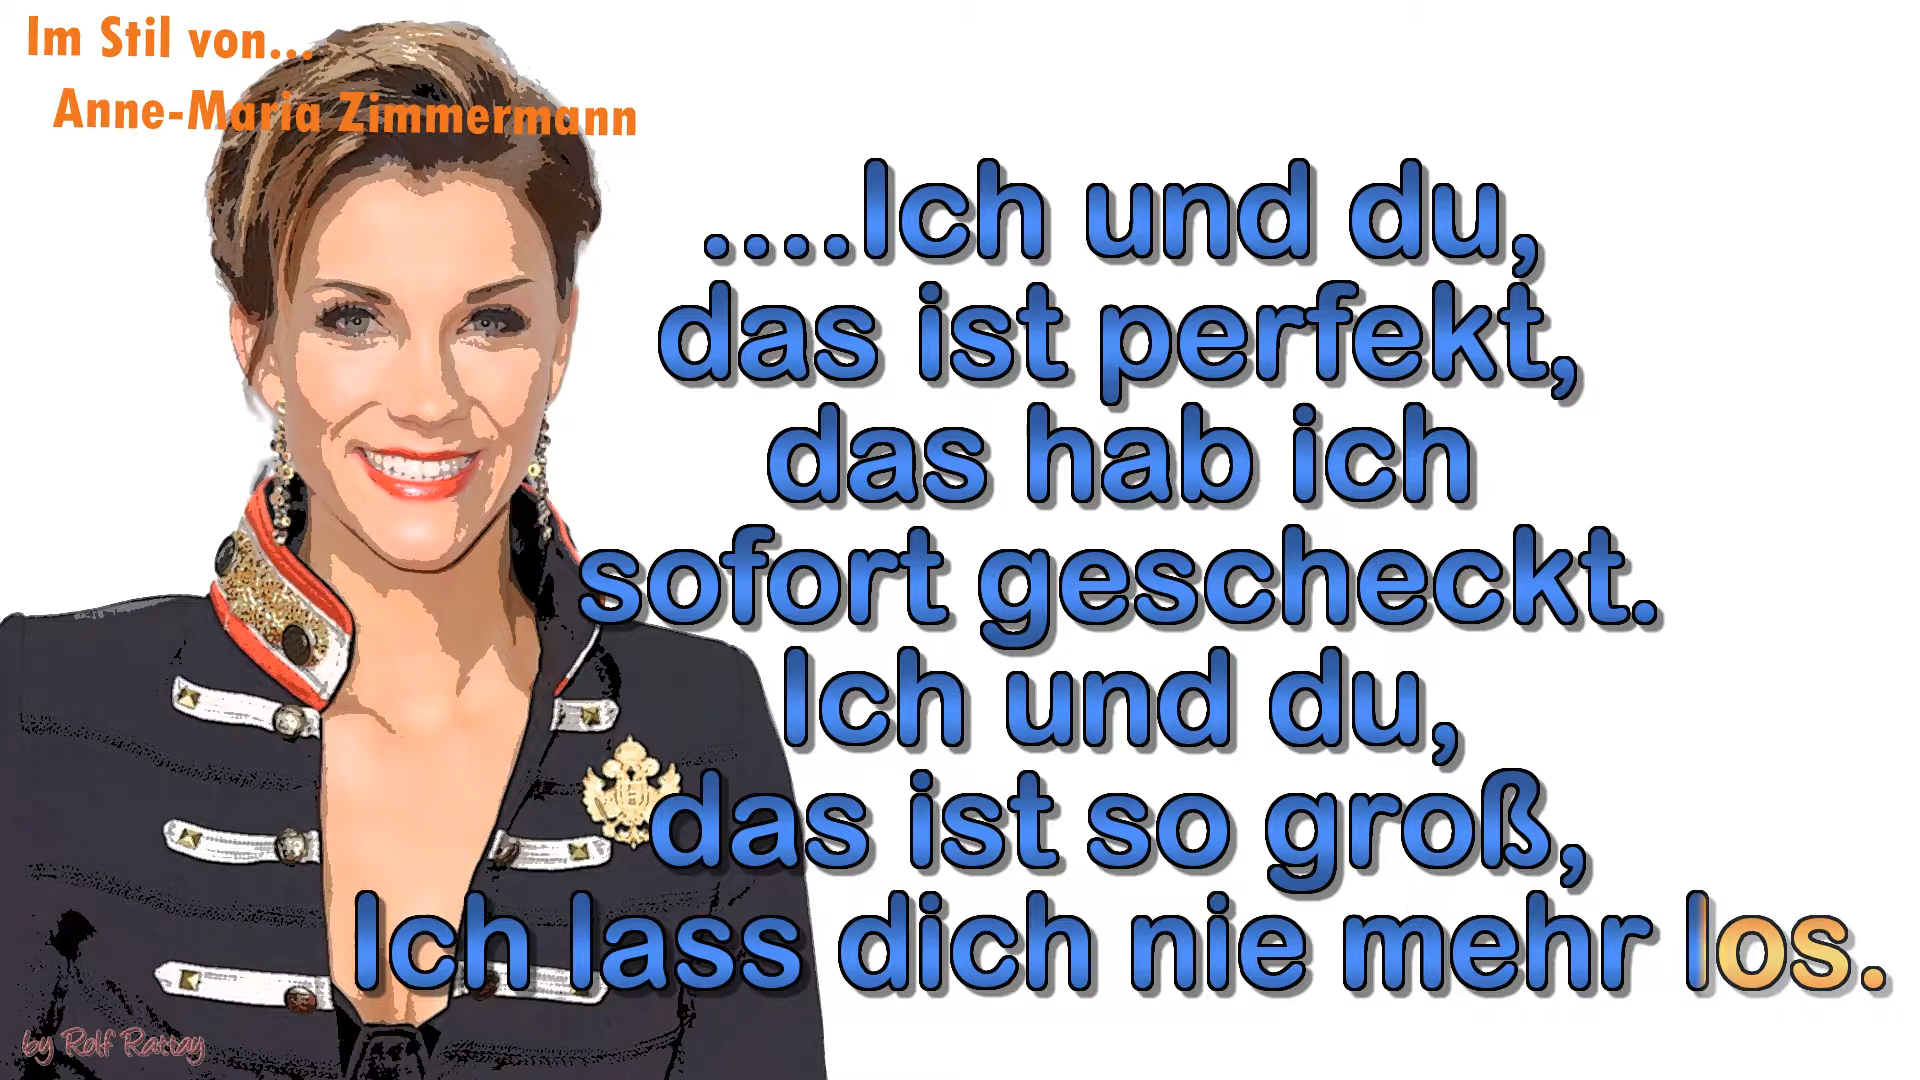 Im Stil von...
Anne-Maria Zimmermann
....Ich und du,
das ist perfekt,
das hab ich
sofort gescheckt.
Ich und du,
das ist so groß,
Ich lass dich nie mehr los.
by Rolf Rattay